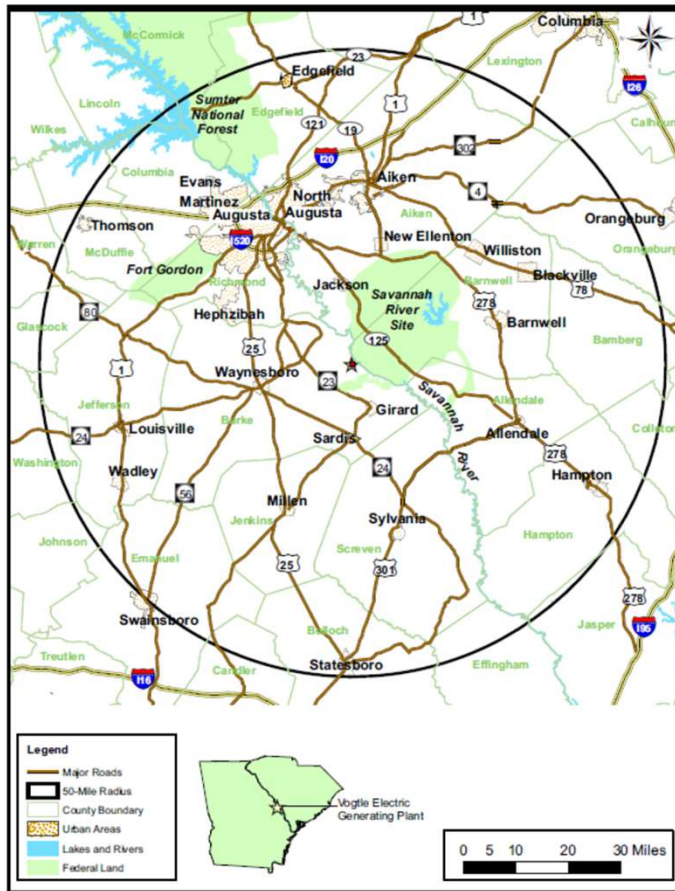 McCormick
1
Columbia
23
Lexington
Edgefield
I26
Sumter
National
Forest
Lincoln
Edgefield
1
Calhoun
Wilkes
121
19
302
I20
Columbia
Aiken
Evans
Martinez
North
Augusta
4
Augusta
Aiken
Orangeburg
Thomson
Warren
I520
New Ellenton
Williston
Orangeburg
McDuffie
Fort Gordon
Richmond
Jackson
Savannah
River
Site
Barnwell
Blackville
278
78
Glascock
80
Hephzibah
Barnwell
125
Bamberg
1
25
Waynesboro
23
Savannah
River
Jefferson
Girard
Allendale
Burke
Allendale
Colleton
24
Louisville
Sardis
278
Washington
Wadley
24
Hampton
56
Millen
Sylvania
Jenkins
Hampton
Johnson
Screven
Emanuel
25
301
278
Swainsboro
Jasper
I95
Bulloch
Treutlen
Statesboro
Effingham
I16
Candler
Legend
Major Roads
50-Mile Radius
County Boundary
Urban Areas
Lakes and Rivers
Federal Land
Vogtle Electric
Generating Plant
0 5 10 20 30 Miles